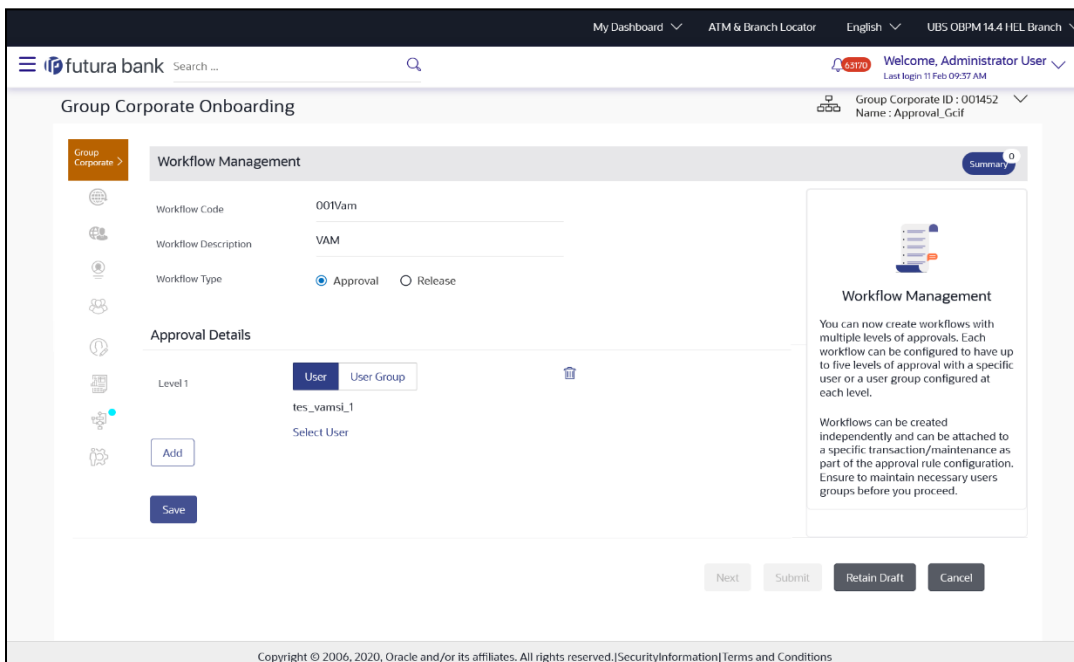 My Dashboard ATM & Branch Locator English UBS OBPM 14.4 HEL Branch
futura bank Search ... 63170 Welcome, Administrator User
Last login 11 Feb 09:37 AM
Group Corporate Onboarding Group Corporate ID : 001452
Name : Approval_Gcif
Group
Corporate >
Workflow Management Summary 0
Workflow Code 001Vam
Workflow Description VAM
Workflow Type Approval Release
Approval Details
Level 1 User User Group
tes_vamsi_1
Select User
Add
Save
Workflow Management
You can now create workflows with
multiple levels of approvals. Each
workflow can be configured to have up
to five levels of approval with a specific
user or a user group configured at
each level.
Workflows can be created
independently and can be attached to
a specific transaction/maintenance as
part of the approval rule configuration.
Ensure to maintain necessary users
groups before you proceed.
Next Submit Retain Draft Cancel
Copyright © 2006, 2020, Oracle and/or its affiliates. All rights reserved.|SecurityInformation|Terms and Conditions